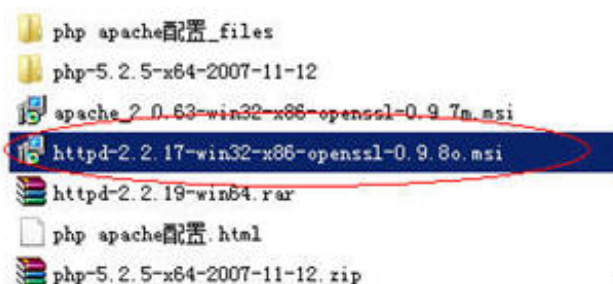 php apache配置_files
php-5.2.5-x64-2007-11-12
apache_2.0.63-win32-x86-openssl-0.9.7m.msi
httpd-2.2.17-win32-x86-openssl-0.9.8o.msi
httpd-2.2.19-win64.rar
php apache配置.html
php-5.2.5-x64-2007-11-12.zip